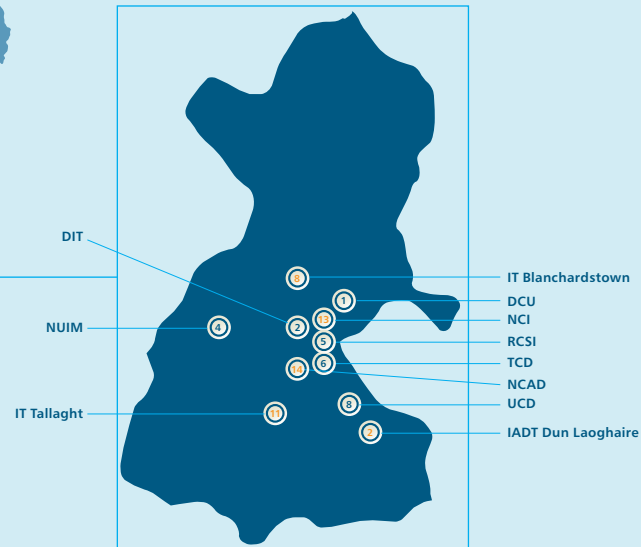 DIT
8
IT Blanchardstown
1
DCU
13
NCI
NUIM
4
2
5
RCSI
6
TCD
14
NCAD
8
UCD
IT Tallaght
11
2
IADT Dun Laoghaire